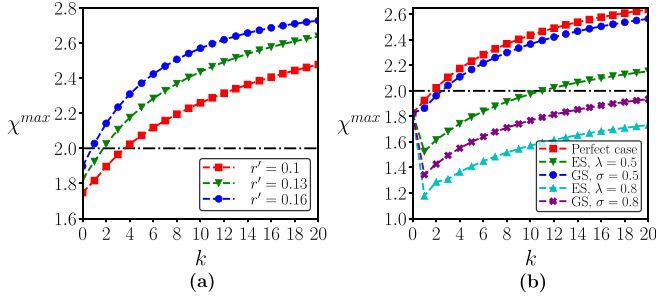 2.8
2.6
2.4
2.2
2.0
1.8
1.6
χ^{max}
0 2 4 6 8 10 12 14 16 18 20
k
r′ = 0.1
r′ = 0.13
r′ = 0.16
(a)
2.6
2.4
2.2
2.0
1.8
1.6
1.4
1.2
1.0
χ^{max}
Perfect case
ES, λ = 0.5
GS, σ = 0.5
ES, λ = 0.8
GS, σ = 0.8
0 2 4 6 8 10 12 14 16 18 20
k
(b)